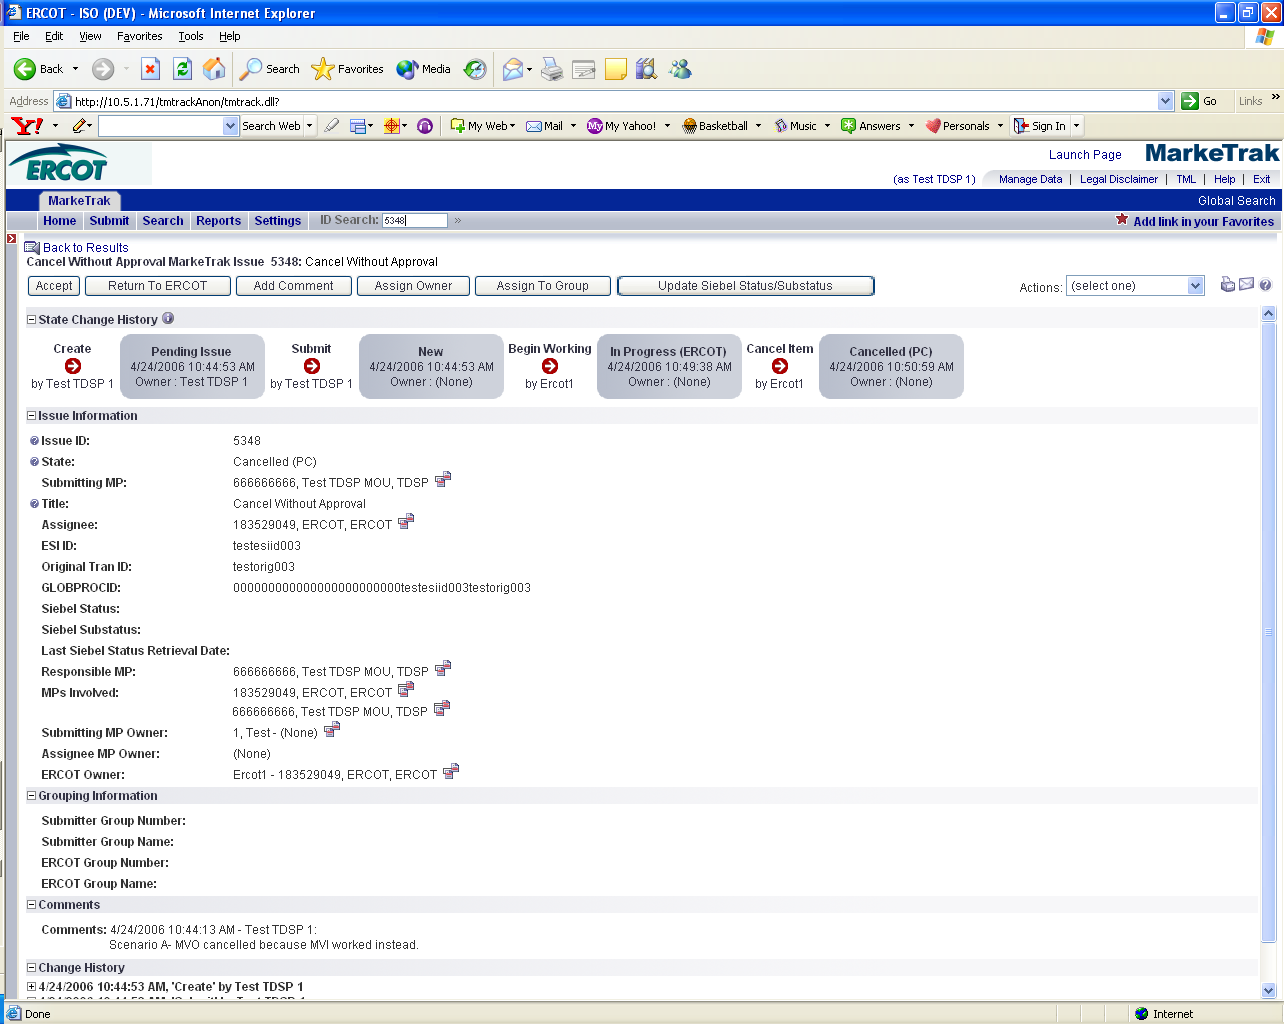 ERCOT - ISO (DEV) - Microsoft Internet Explorer
File Edit View Favorites Tools Help
Back Search Favorites Media
Address http://10.5.1.71/tmtrackAnon/tmtrack.dll? Go Links »
Y! Search Web My Web Mail My Yahoo! Basketball Music Answers Personals Sign In
ERCOT Launch Page MarkeTrak
(as Test TDSP 1) Manage Data | Legal Disclaimer | TML | Help | Exit
MarkeTrak Global Search
Home Submit Search Reports Settings ID Search: 5348 » Add link in your Favorites
Back to Results
Cancel Without Approval MarkeTrak Issue 5348: Cancel Without Approval
Accept Return To ERCOT Add Comment Assign Owner Assign To Group Update Siebel Status/Substatus Actions: (select one)
State Change History
Create Pending Issue Submit New Begin Working In Progress (ERCOT) Cancel Item Cancelled (PC)
4/24/2006 10:44:53 AM 4/24/2006 10:44:53 AM 4/24/2006 10:49:38 AM 4/24/2006 10:50:59 AM
by Test TDSP 1 Owner : Test TDSP 1 by Test TDSP 1 Owner : (None) by Ercot1 Owner : (None) by Ercot1 Owner : (None)
Issue Information
Issue ID: 5348
State: Cancelled (PC)
Submitting MP: 666666666, Test TDSP MOU, TDSP
Title: Cancel Without Approval
Assignee: 183529049, ERCOT, ERCOT
ESI ID: testesiid003
Original Tran ID: testorig003
GLOBPROCID: 000000000000000000000000testesiid003testorig003
Siebel Status:
Siebel Substatus:
Last Siebel Status Retrieval Date:
Responsible MP: 666666666, Test TDSP MOU, TDSP
MPs Involved: 183529049, ERCOT, ERCOT
666666666, Test TDSP MOU, TDSP
Submitting MP Owner: 1, Test - (None)
Assignee MP Owner: (None)
ERCOT Owner: Ercot1 - 183529049, ERCOT, ERCOT
Grouping Information
Submitter Group Number:
Submitter Group Name:
ERCOT Group Number:
ERCOT Group Name:
Comments
Comments: 4/24/2006 10:44:13 AM - Test TDSP 1:
Scenario A- MVO cancelled because MVI worked instead.
Change History
4/24/2006 10:44:53 AM, 'Create' by Test TDSP 1
Done Internet